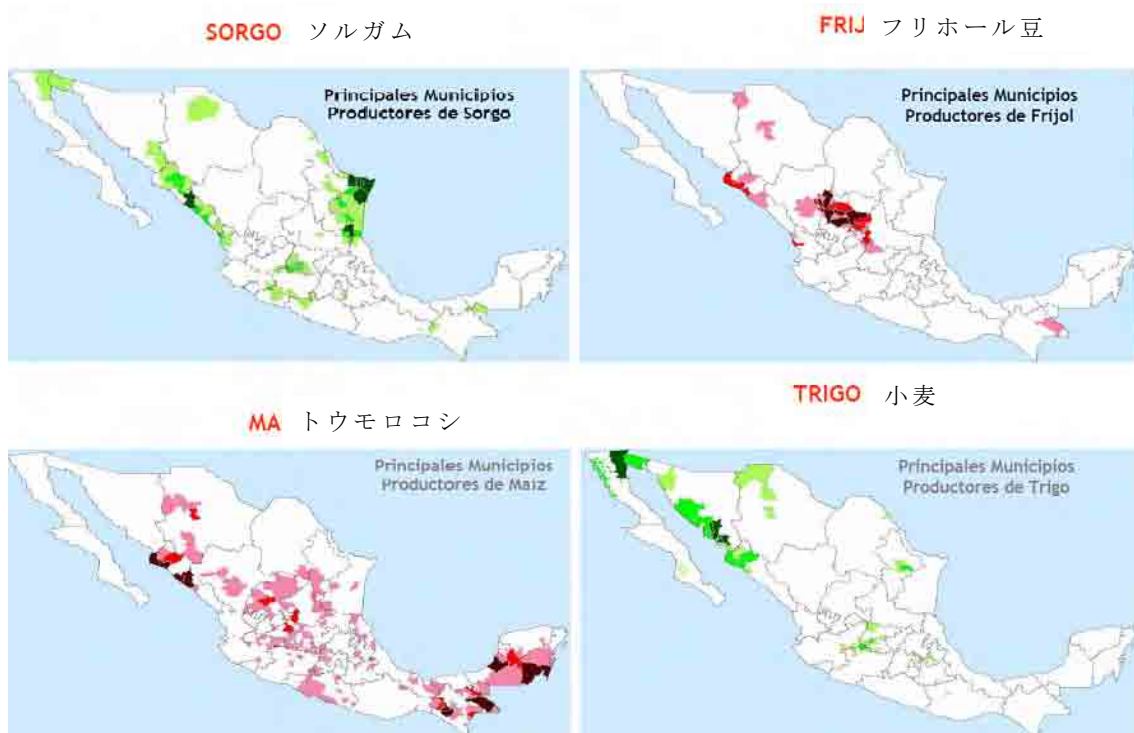 SORGO ソルガム
Principales Municipios
Productores de Sorgo
FRIJ フリホール豆
Principales Municipios
Productores de Frijol
MA トウモロコシ
Principales Municipios
Productores de Maíz
TRIGO 小麦
Principales Municipios
Productores de Trigo